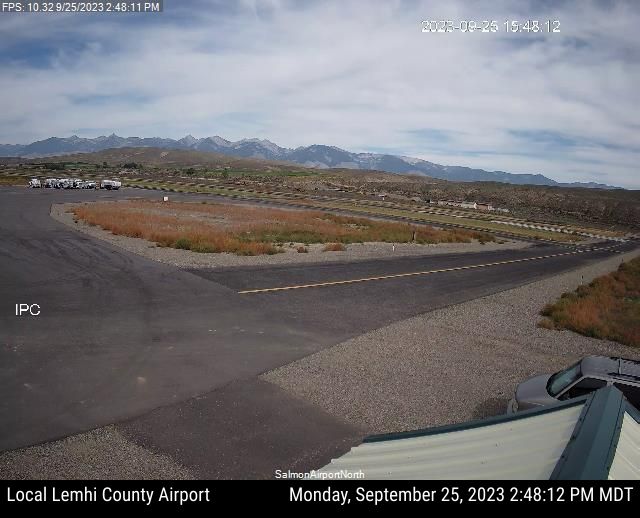 FPS: 10.32 9/25/2023 2:48:11 PM
2023-09-25 15:48:12
IPC
SalmonAirportNorth
Local Lemhi County Airport Monday, September 25, 2023 2:48:12 PM MDT